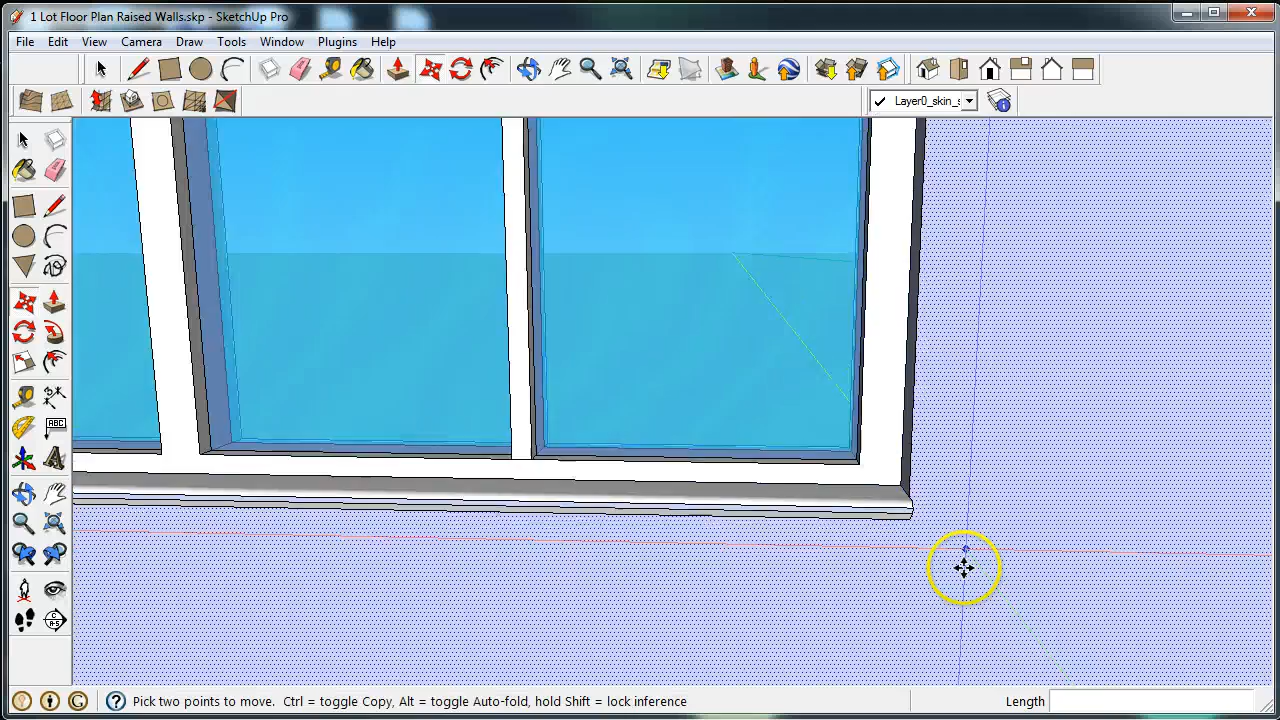 1 Lot Floor Plan Raised Walls.skp - SketchUp Pro
File Edit View Camera Draw Tools Window Plugins Help
Layer0_skin_s
ABC
Pick two points to move. Ctrl = toggle Copy, Alt = toggle Auto-fold, hold Shift = lock inference
Length